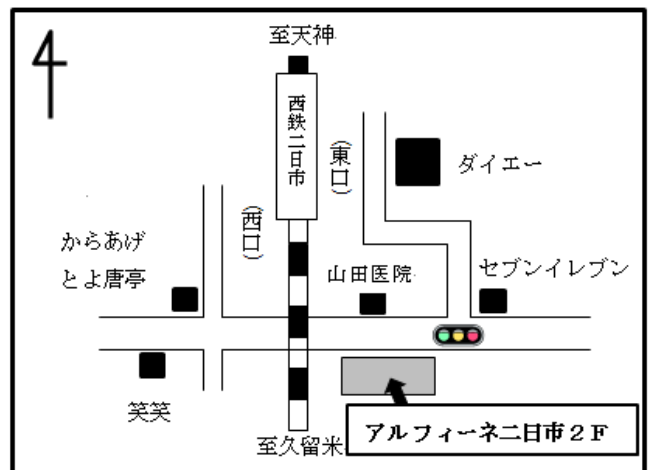 至天神
西鉄二日市
(東口)
ダイエー
(西口)
からあげ
とよ唐亭
山田医院
セブンイレブン
笑笑
アルフィーネ二日市2F
至久留米